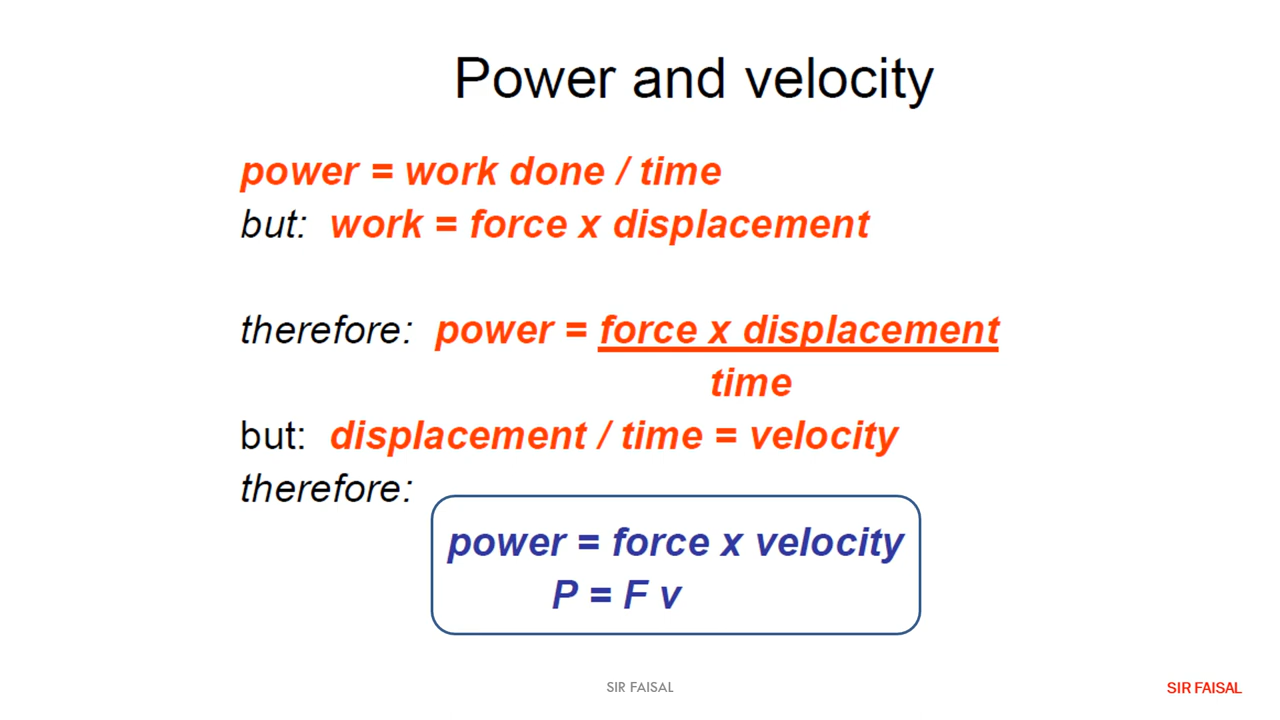 Power and velocity
power = work done / time
but: work = force x displacement
therefore: power = force x displacement
time
but: displacement / time = velocity
therefore:
power = force x velocity
P = F v
SIR FAISAL
SIR FAISAL